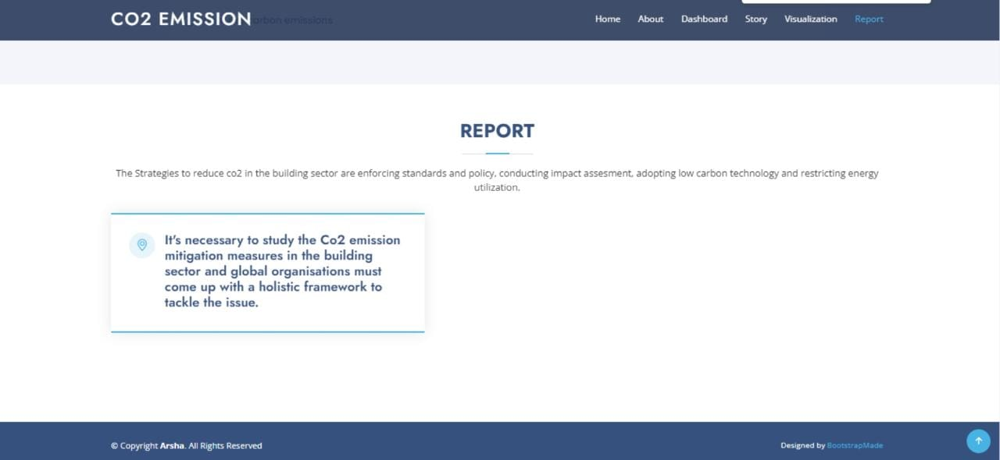 CO2 EMISSION
arbon emissions
Home About Dashboard Story Visualization Report
REPORT
The Strategies to reduce co2 in the building sector are enforcing standards and policy, conducting impact assesment, adopting low carbon technology and restricting energy
utilization.
It's necessary to study the Co2 emission
mitigation measures in the building
sector and global organisations must
come up with a holistic framework to
tackle the issue.
© Copyright Arsha. All Rights Reserved
Designed by BootstrapMade